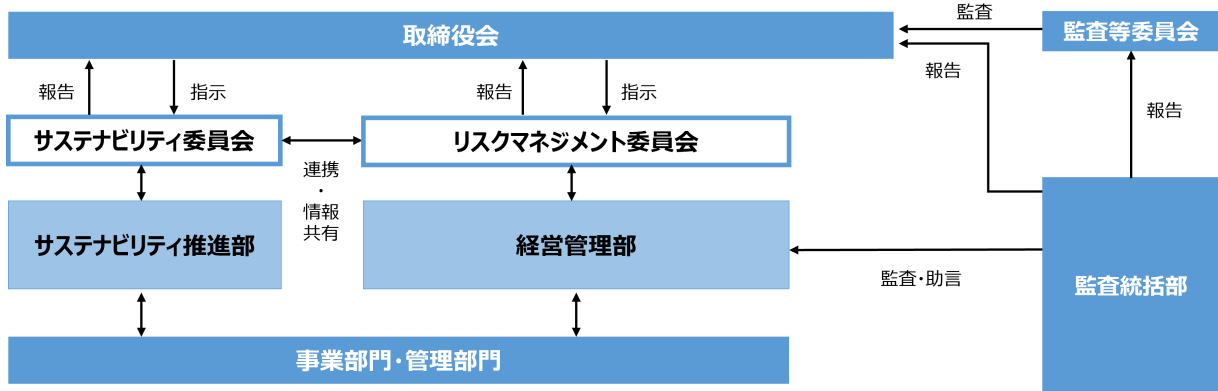 取締役会
監査
監査等委員会
報告
指示
報告
指示
報告
報告
サステナビリティ委員会
リスクマネジメント委員会
連携
・
情報
共有
サステナビリティ推進部
経営管理部
監査・助言
監査統括部
事業部門・管理部門